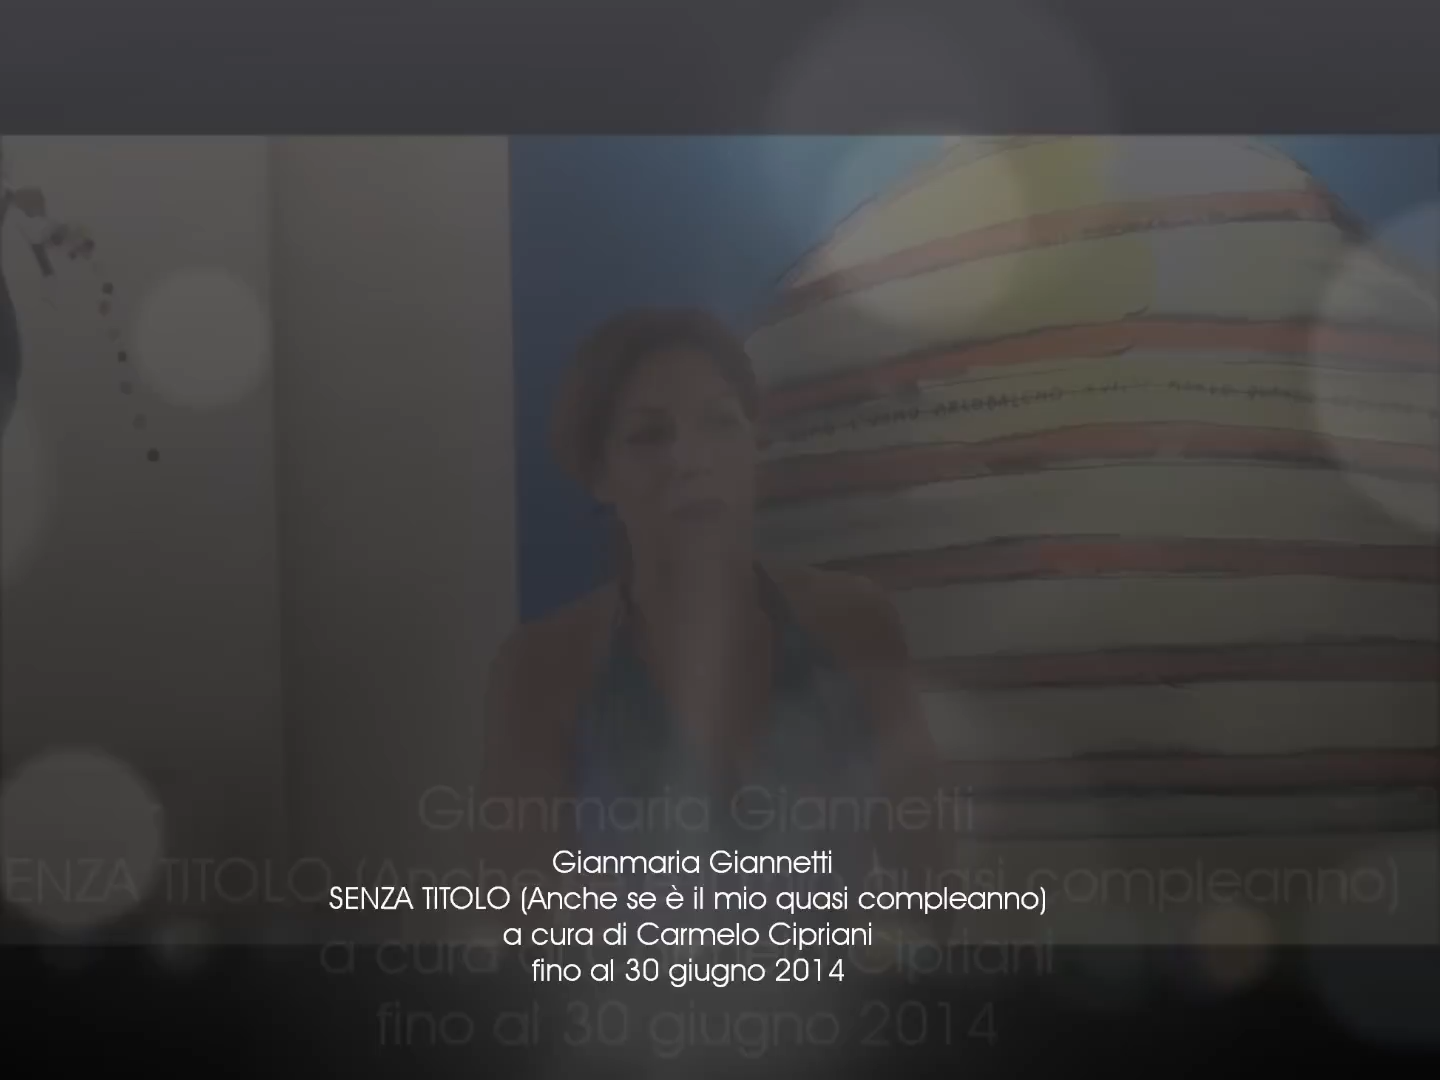 Gianmaria Giannetti
SENZA TITOLO (Anche se è il mio quasi compleanno)
a cura di Carmelo Cipriani
fino al 30 giugno 2014